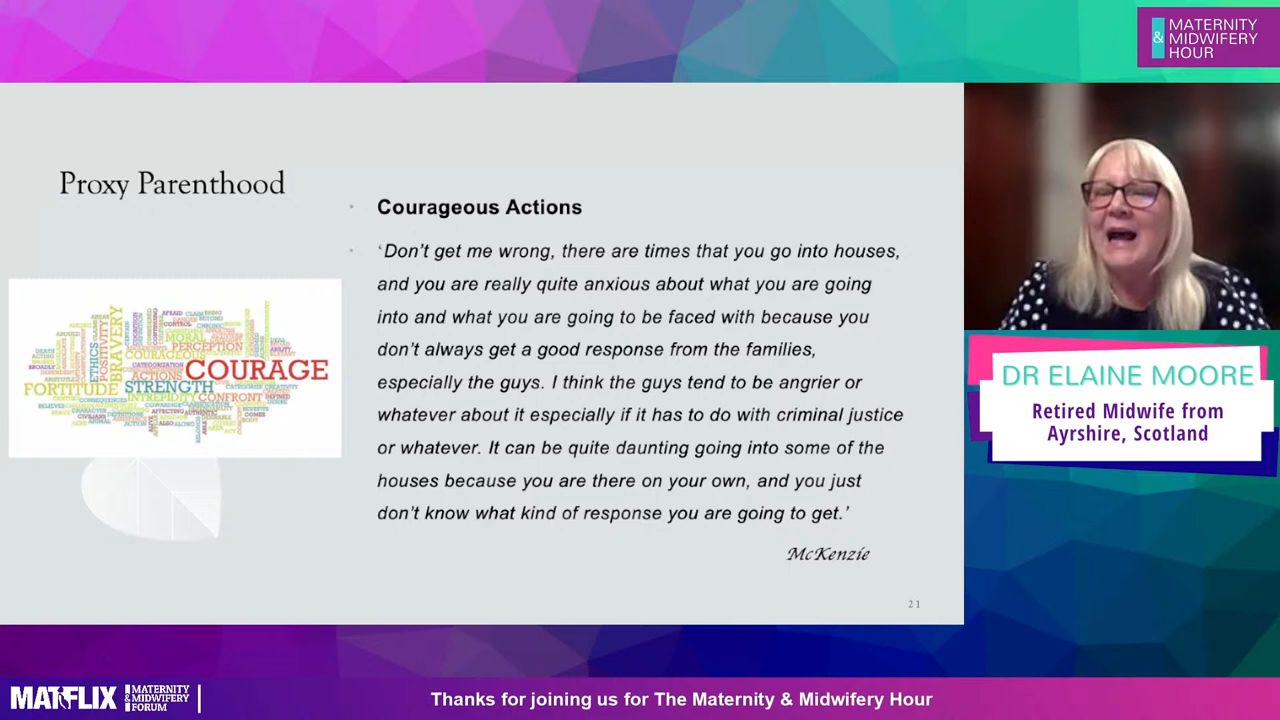 MATERNITY
& MIDWIFERY
HOUR
Proxy Parenthood
Courageous Actions
‘Don’t get me wrong, there are times that you go into houses,
and you are really quite anxious about what you are going
into and what you are going to be faced with because you
don’t always get a good response from the families,
especially the guys. I think the guys tend to be angrier or
whatever about it especially if it has to do with criminal justice
or whatever. It can be quite daunting going into some of the
houses because you are there on your own, and you just
don’t know what kind of response you are going to get.’
McKenzie
21
BRAVERY
POSITIVITY
ETHICS
MORAL
PERCEPTION
COURAGEOUS
ACTIONS
COURAGE
FORTITUDE
STRENGTH
INTREPIDITY
CONFRONT
DR ELAINE MOORE
Retired Midwife from
Ayrshire, Scotland
MATFLIX
MATERNITY
& MIDWIFERY
FORUM
Thanks for joining us for The Maternity & Midwifery Hour